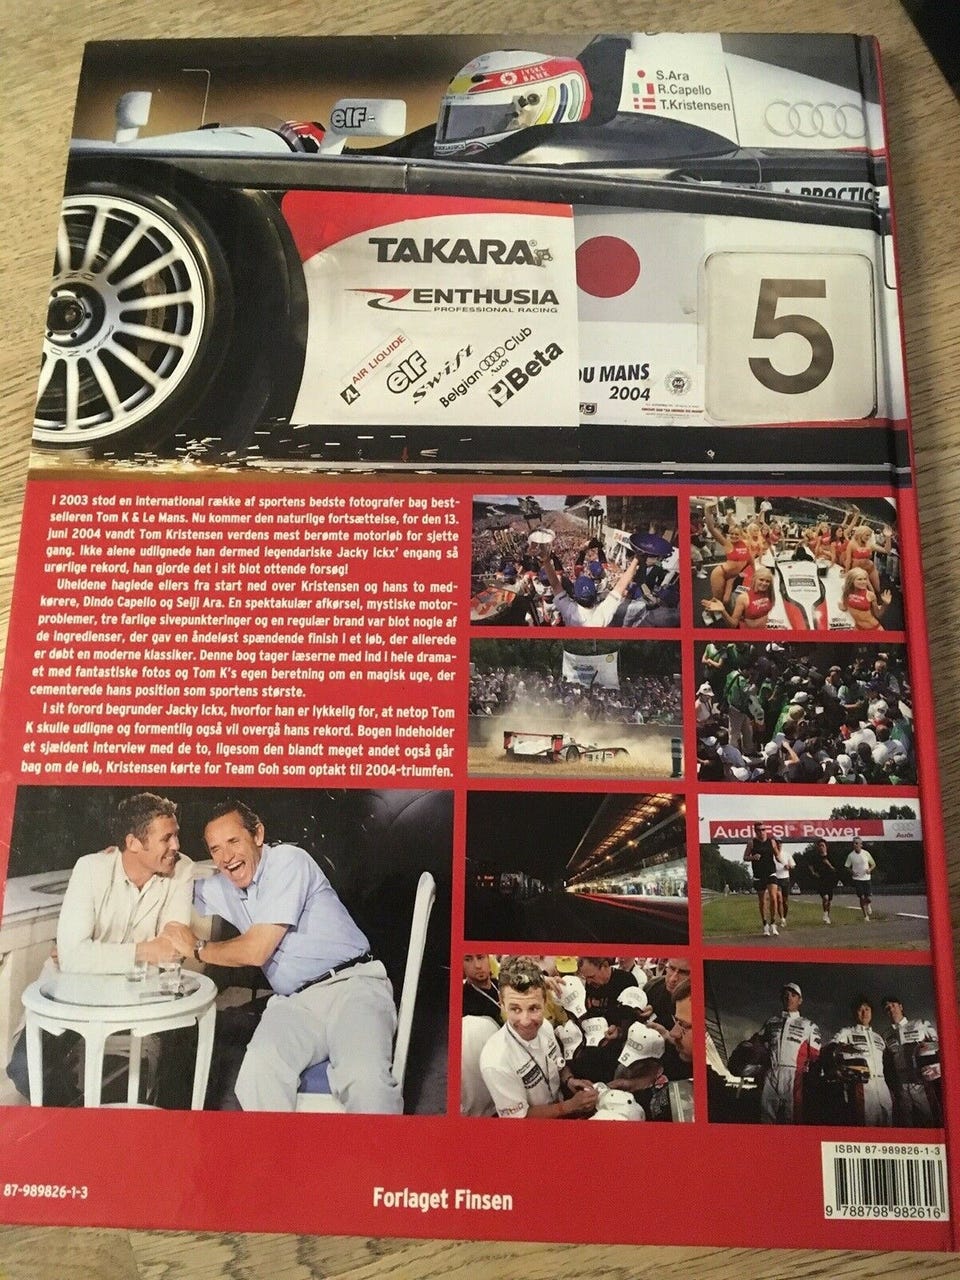 LYSKE BANK
S.Ara
R.Capello
T.Kristensen
elf
PRACTIC
TAKARA®
ENTHUSIA
PROFESSIONAL RACING
AIR LIQUIDE
elf
Swift
Belgian Audi Club
Beta
5
DU MANS
2004
I 2003 stod en international række af sportens bedste fotografer bag best-
selleren Tom K & Le Mans. Nu kommer den naturlige fortsættelse, for den 13.
juni 2004 vandt Tom Kristensen verdens mest berømte motorløb for sjette
gang. Ikke alene udlignede han dermed legendariske Jacky Ickx' engang så
urørlige rekord, han gjorde det i sit blot ottende forsøg!
Uheldene haglede ellers fra start ned over Kristensen og hans to med-
kørere, Dindo Capello og Seiji Ara. En spektakulær afkørsel, mystiske motor-
problemer, tre farlige sivepunkteringer og en regulær brand var blot nogle af
de ingredienser, der gav en åndeløst spændende finish i et løb, der allerede
er døbt en moderne klassiker. Denne bog tager læserne med ind i hele drama-
et med fantastiske fotos og Tom K's egen beretning om en magisk uge, der
cementerede hans position som sportens største.
I sit forord begrunder Jacky Ickx, hvorfor han er lykkelig for, at netop Tom
K skulle udligne og formentlig også vil overgå hans rekord. Bogen indeholder
et sjældent interview med de to, ligesom den blandt meget andet også går
bag om de løb, Kristensen kørte for Team Goh som optakt til 2004-triumfen.
Audi FSI® Power
Audi
87-989826-1-3
Forlaget Finsen
ISBN 87-989826-1-3
9 788798 982616